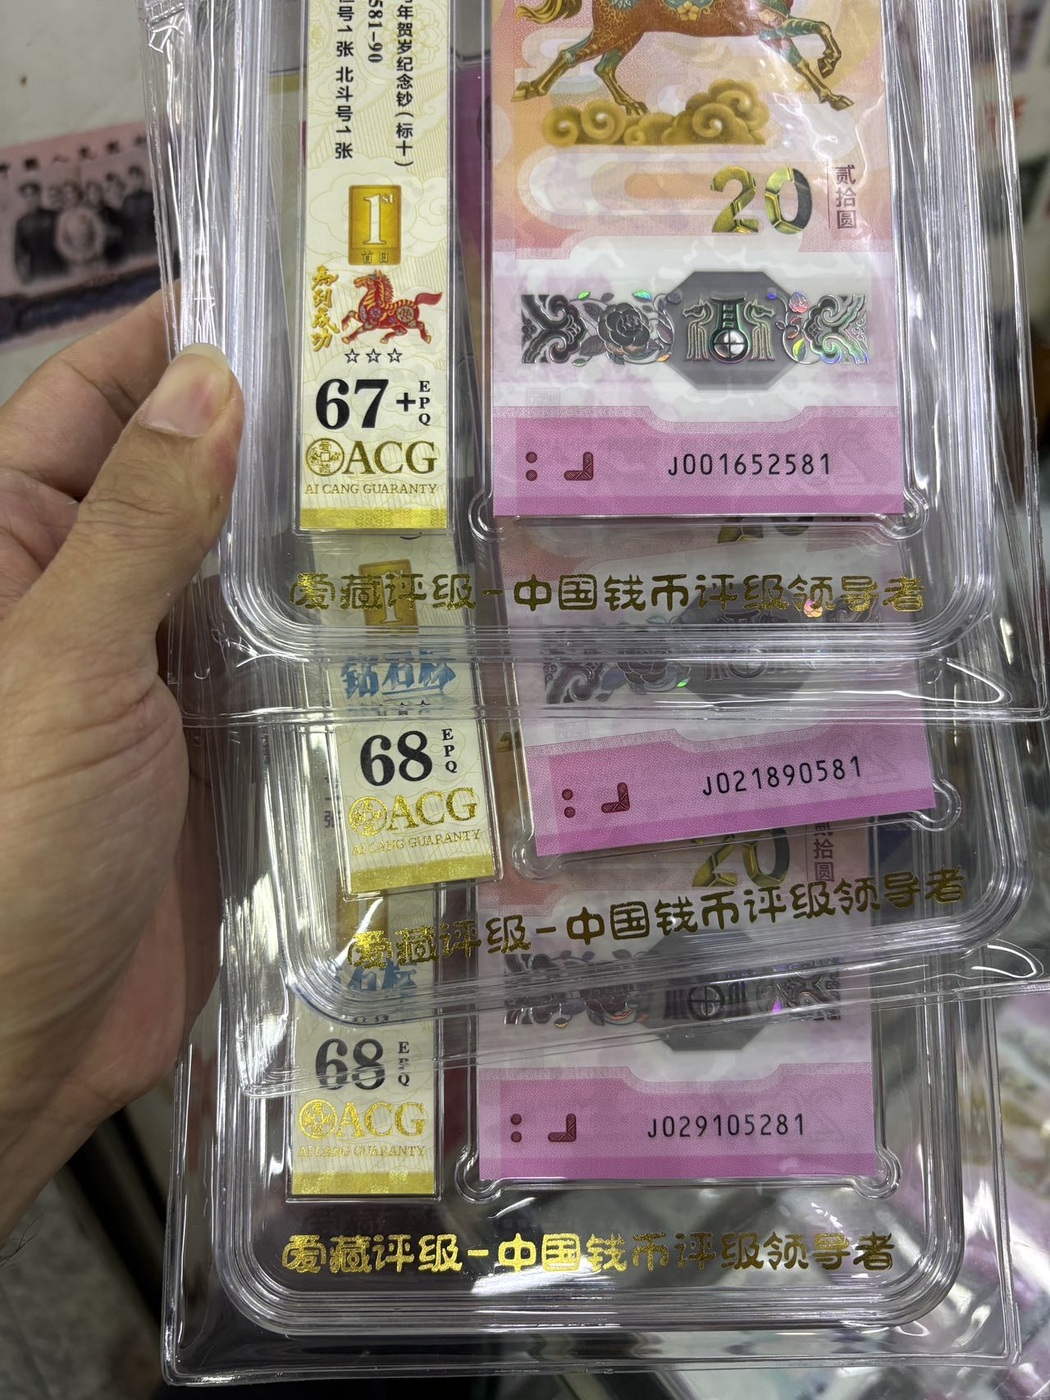 年贺岁纪念钞(标十)
581-90
号1张 北斗号1张
1st
首日
马到成功
☆☆☆
67+
EPQ
ACG
AI CANG GUARANTY
20
贰拾圆
J001652581
爱藏评级-中国钱币评级领导者
钻石标
68
EPQ
ACG
AI CANG GUARANTY
J021890581
20
贰拾圆
爱藏评级-中国钱币评级领导者
68
EPQ
ACG
AI CANG GUARANTY
J029105281
爱藏评级-中国钱币评级领导者